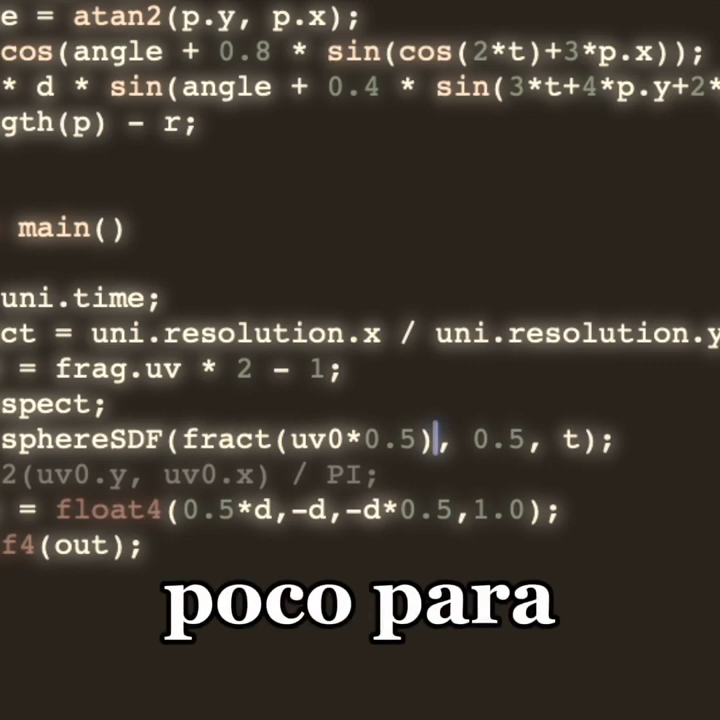 e = atan2(p.y, p.x);
cos(angle + 0.8 * sin(cos(2*t)+3*p.x));
* d * sin(angle + 0.4 * sin(3*t+4*p.y+2*
gth(p) - r;
main()
uni.time;
ct = uni.resolution.x / uni.resolution.y
= frag.uv * 2 - 1;
spect;
sphereSDF(fract(uv0*0.5), 0.5, t);
2(uv0.y, uv0.x) / PI;
= float4(0.5*d,-d,-d*0.5,1.0);
f4(out);
poco para